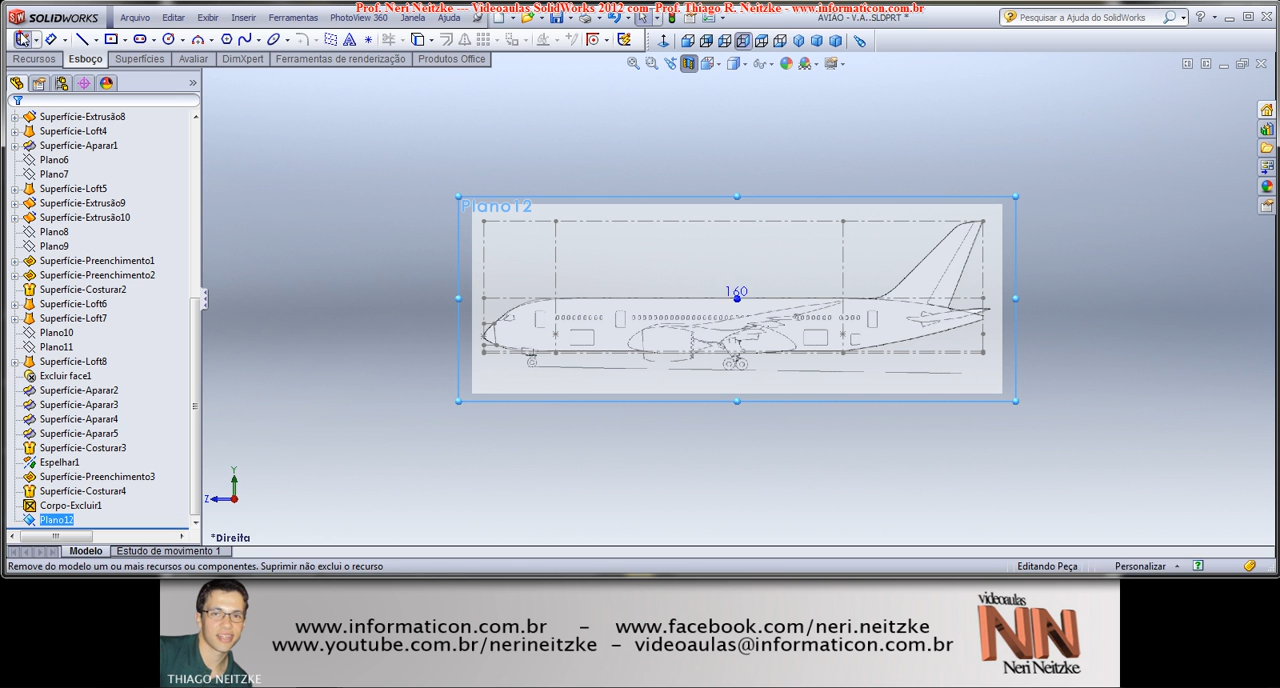 Prof. Neri Neitzke --- Videoaulas SolidWorks 2012 com Prof. Thiago R. Neitzke - www.informaticon.com.br
SOLIDWORKS Arquivo Editar Exibir Inserir Ferramentas PhotoView 360 Janela Ajuda AVIÃO - V.A..SLDPRT * Pesquisar a Ajuda do SolidWorks
Recursos Esboço Superfícies Avaliar DimXpert Ferramentas de renderização Produtos Office
Superfície-Extrusão8
Superfície-Loft4
Superfície-Aparar1
Plano6
Plano7
Superfície-Loft5
Superfície-Extrusão9
Superfície-Extrusão10
Plano8
Plano9
Superfície-Preenchimento1
Superfície-Preenchimento2
Superfície-Costurar2
Superfície-Loft6
Superfície-Loft7
Plano10
Plano11
Superfície-Loft8
Excluir face1
Superfície-Aparar2
Superfície-Aparar3
Superfície-Aparar4
Superfície-Aparar5
Superfície-Costurar3
Espelhar1
Superfície-Preenchimento3
Superfície-Costurar4
Corpo-Excluir1
Plano12
Plano12
160
Y
Z
*Direita
Modelo Estudo de movimento 1
Remove do modelo um ou mais recursos ou componentes. Suprimir não exclui o recurso Editando Peça Personalizar
www.informaticon.com.br - www.facebook.com/neri.neitzke
www.youtube.com.br/nerineitzke - videoaulas@informaticon.com.br
THIAGO NEITZKE
videoaulas
NN
Neri Neitzke